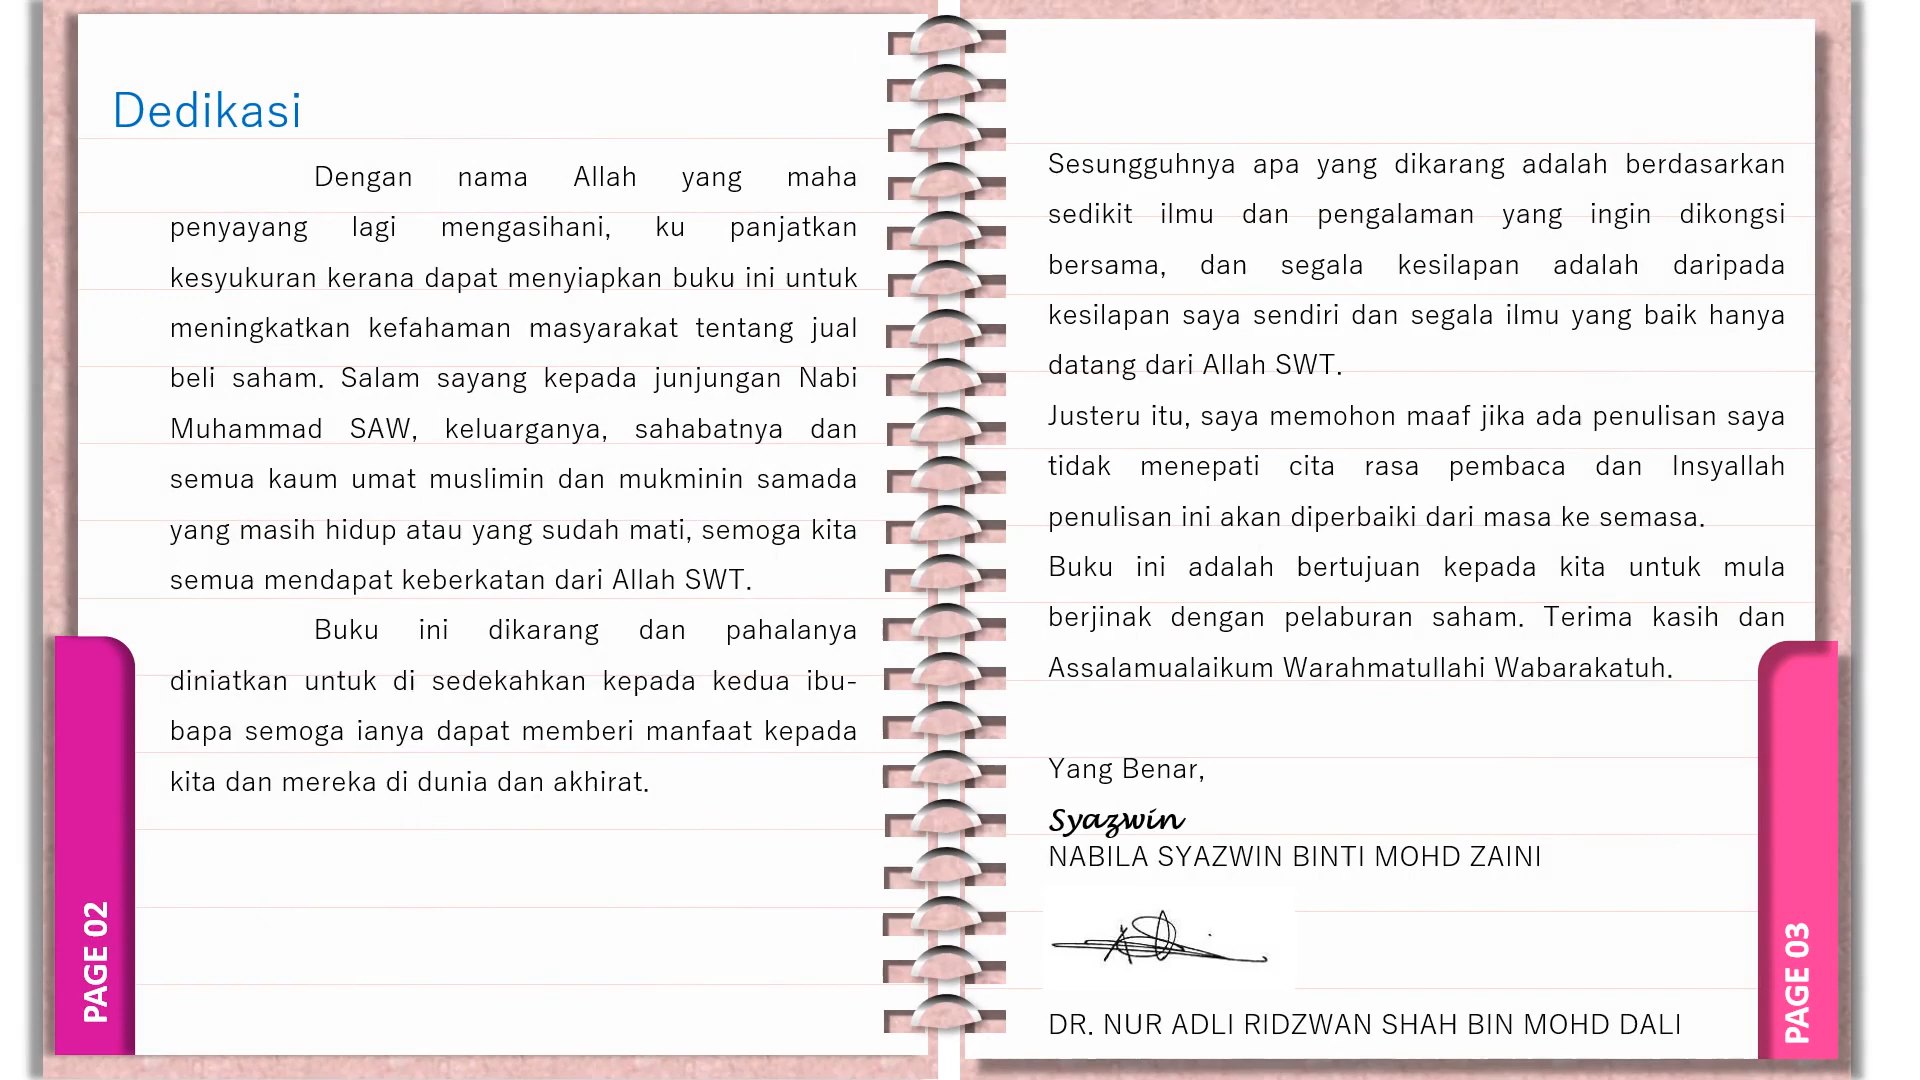 Dedikasi
Dengan nama Allah yang maha
penyayang lagi mengasihani, ku panjatkan
kesyukuran kerana dapat menyiapkan buku ini untuk
meningkatkan kefahaman masyarakat tentang jual
beli saham. Salam sayang kepada junjungan Nabi
Muhammad SAW, keluarganya, sahabatnya dan
semua kaum umat muslimin dan mukminin samada
yang masih hidup atau yang sudah mati, semoga kita
semua mendapat keberkatan dari Allah SWT.
Buku ini dikarang dan pahalanya
diniatkan untuk di sedekahkan kepada kedua ibu-
bapa semoga ianya dapat memberi manfaat kepada
kita dan mereka di dunia dan akhirat.
PAGE 02
Sesungguhnya apa yang dikarang adalah berdasarkan
sedikit ilmu dan pengalaman yang ingin dikongsi
bersama, dan segala kesilapan adalah daripada
kesilapan saya sendiri dan segala ilmu yang baik hanya
datang dari Allah SWT.
Justeru itu, saya memohon maaf jika ada penulisan saya
tidak menepati cita rasa pembaca dan Insyallah
penulisan ini akan diperbaiki dari masa ke semasa.
Buku ini adalah bertujuan kepada kita untuk mula
berjinak dengan pelaburan saham. Terima kasih dan
Assalamualaikum Warahmatullahi Wabarakatuh.
Yang Benar,
Syazwin
NABILA SYAZWIN BINTI MOHD ZAINI
DR. NUR ADLI RIDZWAN SHAH BIN MOHD DALI
PAGE 03